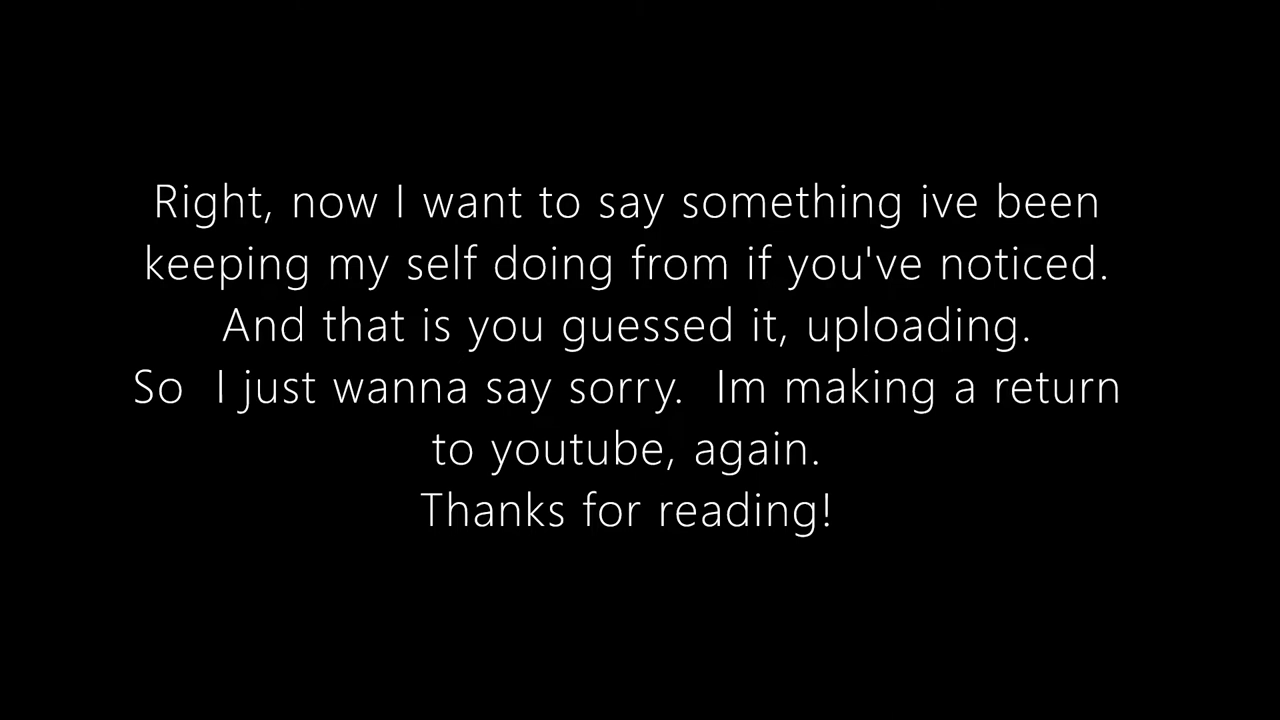 Right, now I want to say something ive been
keeping my self doing from if you've noticed.
And that is you guessed it, uploading.
So  I just wanna say sorry.  Im making a return
to youtube, again.
Thanks for reading!